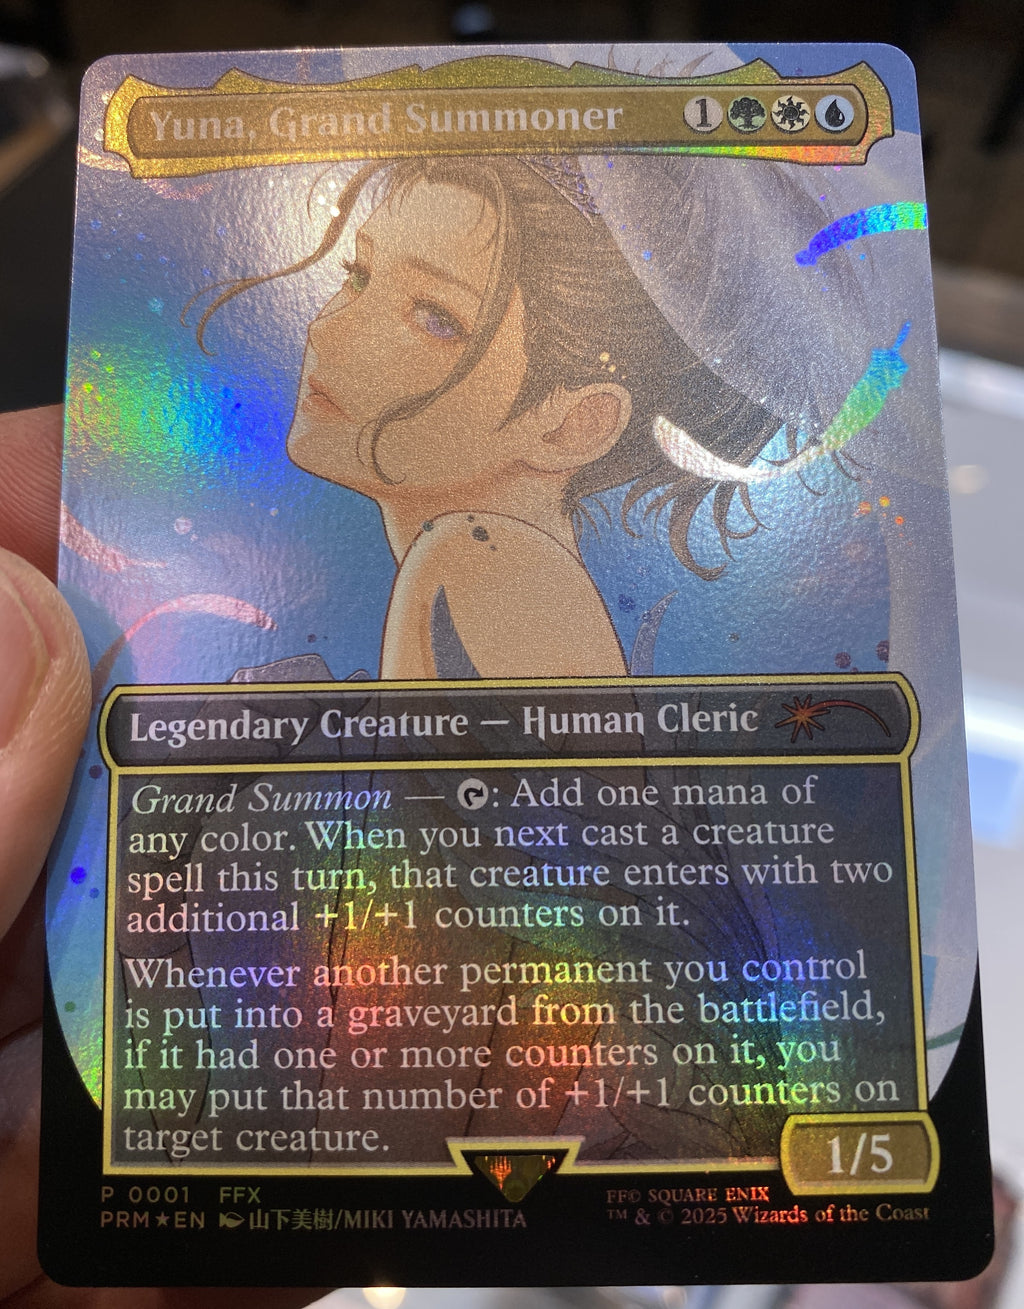 Yuna, Grand Summoner 1
Legendary Creature — Human Cleric
Grand Summon — : Add one mana of
any color. When you next cast a creature
spell this turn, that creature enters with two
additional +1/+1 counters on it.
Whenever another permanent you control
is put into a graveyard from the battlefield,
if it had one or more counters on it, you
may put that number of +1/+1 counters on
target creature.
1/5
P 0001 FFX
PRM★EN 山下美樹/MIKI YAMASHITA
FF© SQUARE ENIX
™ & © 2025 Wizards of the Coast